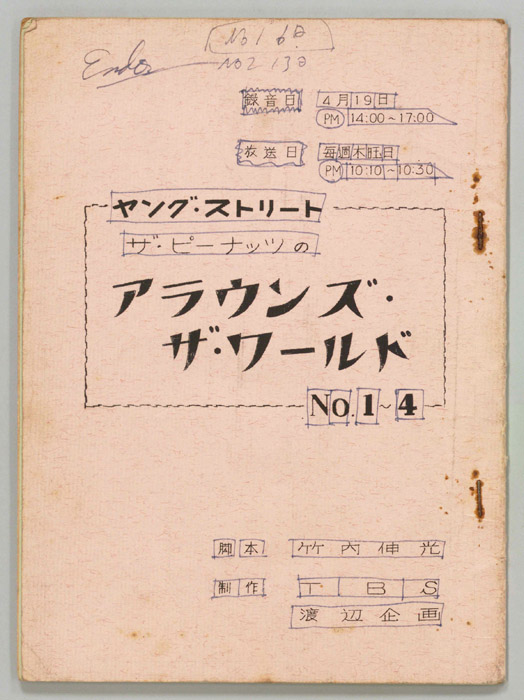 No 1 6日
Ende No 2 13日
録音日 4月19日
PM 14:00~17:00
放送日 毎週木旺日
PM 10:10~10:30
ヤング・ストリート
ザ・ピーナッツの
アラウンズ・
ザ・ワールド
No. 1~4
脚本 竹内伸光
制作 TBS
渡辺企画